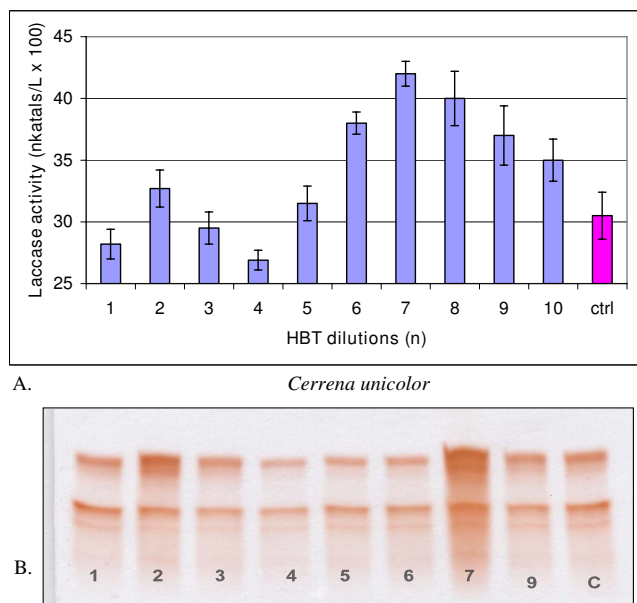 Laccase activity (nkatals/L x 100)
45
40
35
30
25
1 2 3 4 5 6 7 8 9 10 ctrl
HBT dilutions (n)
A. Cerrena unicolor
B. 1 2 3 4 5 6 7 9 C